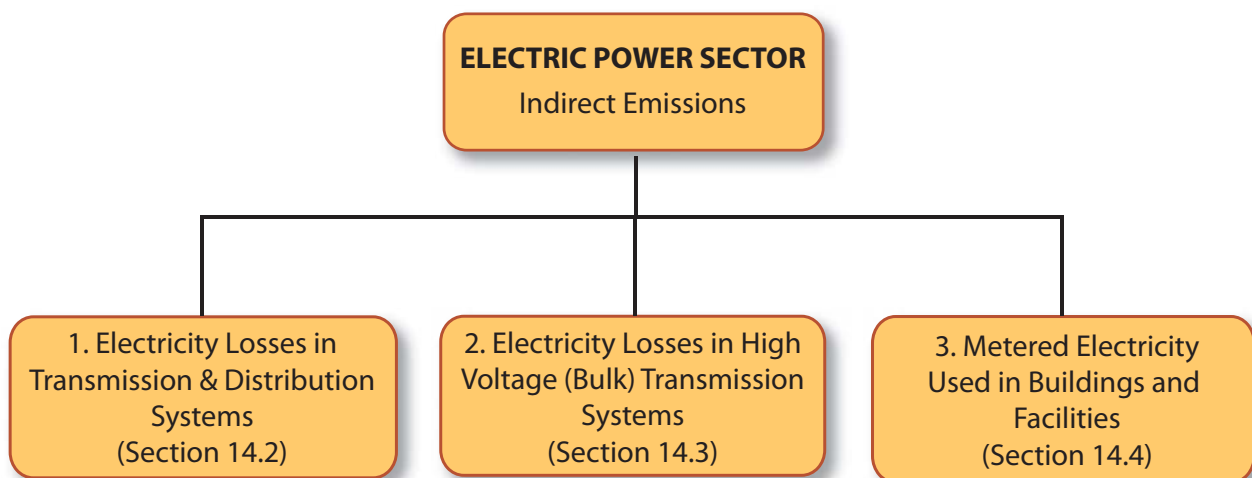 ELECTRIC POWER SECTOR
Indirect Emissions
1. Electricity Losses in
Transmission & Distribution
Systems
(Section 14.2)
2. Electricity Losses in High
Voltage (Bulk) Transmission
Systems
(Section 14.3)
3. Metered Electricity
Used in Buildings and
Facilities
(Section 14.4)